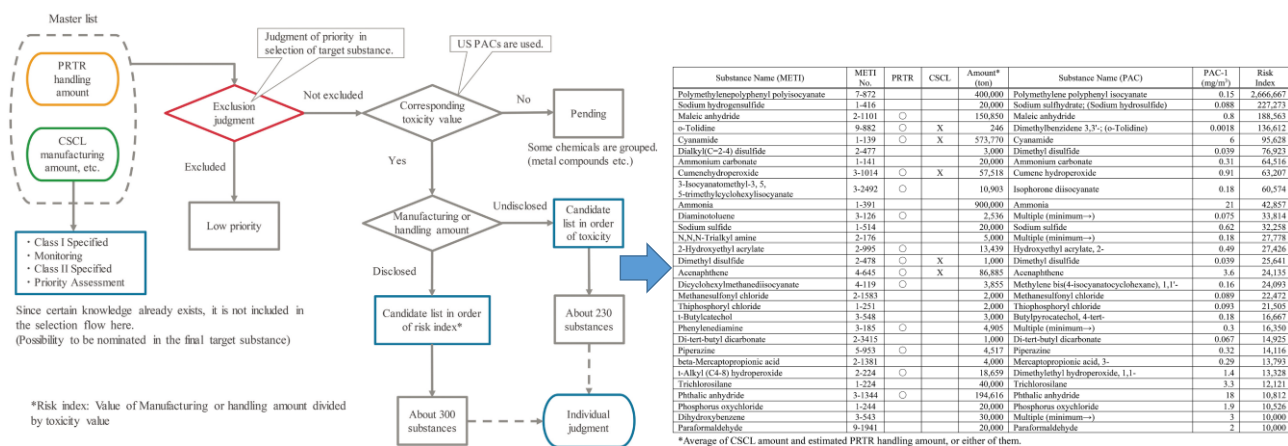 Master list
PRTR
handling
amount
CSCL
manufacturing
amount, etc.
・Class I Specified
・Monitoring
・Class II Specified
・Priority Assessment
Since certain knowledge already exists, it is not included in
the selection flow here.
(Possibility to be nominated in the final target substance)
*Risk index: Value of Manufacturing or handling amount divided
by toxicity value
Judgment of priority in
selection of target substance.
Exclusion
judgment
Not excluded
Excluded
Low priority
US PACs are used.
Corresponding
toxicity value
No
Pending
Some chemicals are grouped.
(metal compounds etc.)
Yes
Manufacturing or
handling amount
Undisclosed
Candidate
list in order
of toxicity
Disclosed
Candidate list in order
of risk index*
About 230
substances
About 300
substances
Individual
judgment
Substance Name (METI) METI No. PRTR CSCL Amount* (ton) Substance Name (PAC) PAC-1 (mg/m³) Risk Index
Polymethylenepolyphenyl polyisocyanate 7-872 400,000 Polymethylene polyphenyl isocyanate 0.15 2,666,667
Sodium hydrogensulfide 1-416 20,000 Sodium sulfhydrate; (Sodium hydrosulfide) 0.088 227,273
Maleic anhydride 2-1101 ○ 150,850 Maleic anhydride 0.8 188,563
o-Tolidine 9-882 ○ X 246 Dimethylbenzidene 3,3'-; (o-Tolidine) 0.0018 136,612
Cyanamide 1-139 ○ X 573,770 Cyanamide 6 95,628
Dialkyl(C=2-4) disulfide 2-477 3,000 Dimethyl disulfide 0.039 76,923
Ammonium carbonate 1-141 20,000 Ammonium carbonate 0.31 64,516
Cumenehydroperoxide 3-1014 ○ X 57,518 Cumene hydroperoxide 0.91 63,207
3-Isocyanatomethyl-3, 5,
5-trimethylcyclohexylisocyanate 3-2492 ○ 10,903 Isophorone diisocyanate 0.18 60,574
Ammonia 1-391 900,000 Ammonia 21 42,857
Diaminotoluene 3-126 ○ 2,536 Multiple (minimum→) 0.075 33,814
Sodium sulfide 1-514 20,000 Sodium sulfide 0.62 32,258
N,N,N-Trialkyl amine 2-176 5,000 Multiple (minimum→) 0.18 27,778
2-Hydroxyethyl acrylate 2-995 ○ 13,439 Hydroxyethyl acrylate, 2- 0.49 27,426
Dimethyl disulfide 2-478 ○ X 1,000 Dimethyl disulfide 0.039 25,641
Acenaphthene 4-645 ○ X 86,885 Acenaphthene 3.6 24,135
Dicyclohexylmethanediisocyanate 4-119 ○ 3,855 Methylene bis(4-isocyanatocyclohexane), 1,1'- 0.16 24,093
Methanesulfonyl chloride 2-1583 2,000 Methanesulfonyl chloride 0.089 22,472
Thiphosphoryl chloride 1-251 2,000 Thiophosphoryl chloride 0.093 21,505
t-Butylcatechol 3-548 3,000 Butylpyrocatechol, 4-tert- 0.18 16,667
Phenylenediamine 3-185 ○ 4,905 Multiple (minimum→) 0.3 16,350
Di-tert-butyl dicarbonate 2-3415 1,000 Di-tert-butyl dicarbonate 0.067 14,925
Piperazine 5-953 ○ 4,517 Piperazine 0.32 14,116
beta-Mercaptopropionic acid 2-1381 4,000 Mercaptopropionic acid, 3- 0.29 13,793
t-Alkyl (C4-8) hydroperoxide 2-224 ○ 18,659 Dimethylethyl hydroperoxide, 1,1- 1.4 13,328
Trichlorosilane 1-224 40,000 Trichlorosilane 3.3 12,121
Phthalic anhydride 3-1344 ○ 194,616 Phthalic anhydride 18 10,812
Phosphorus oxychloride 1-244 20,000 Phosphorus oxychloride 1.9 10,526
Dihydroxybenzene 3-543 30,000 Multiple (minimum→) 3 10,000
Paraformaldehyde 9-1941 20,000 Paraformaldehyde 2 10,000
*Average of CSCL amount and estimated PRTR handling amount, or either of them.